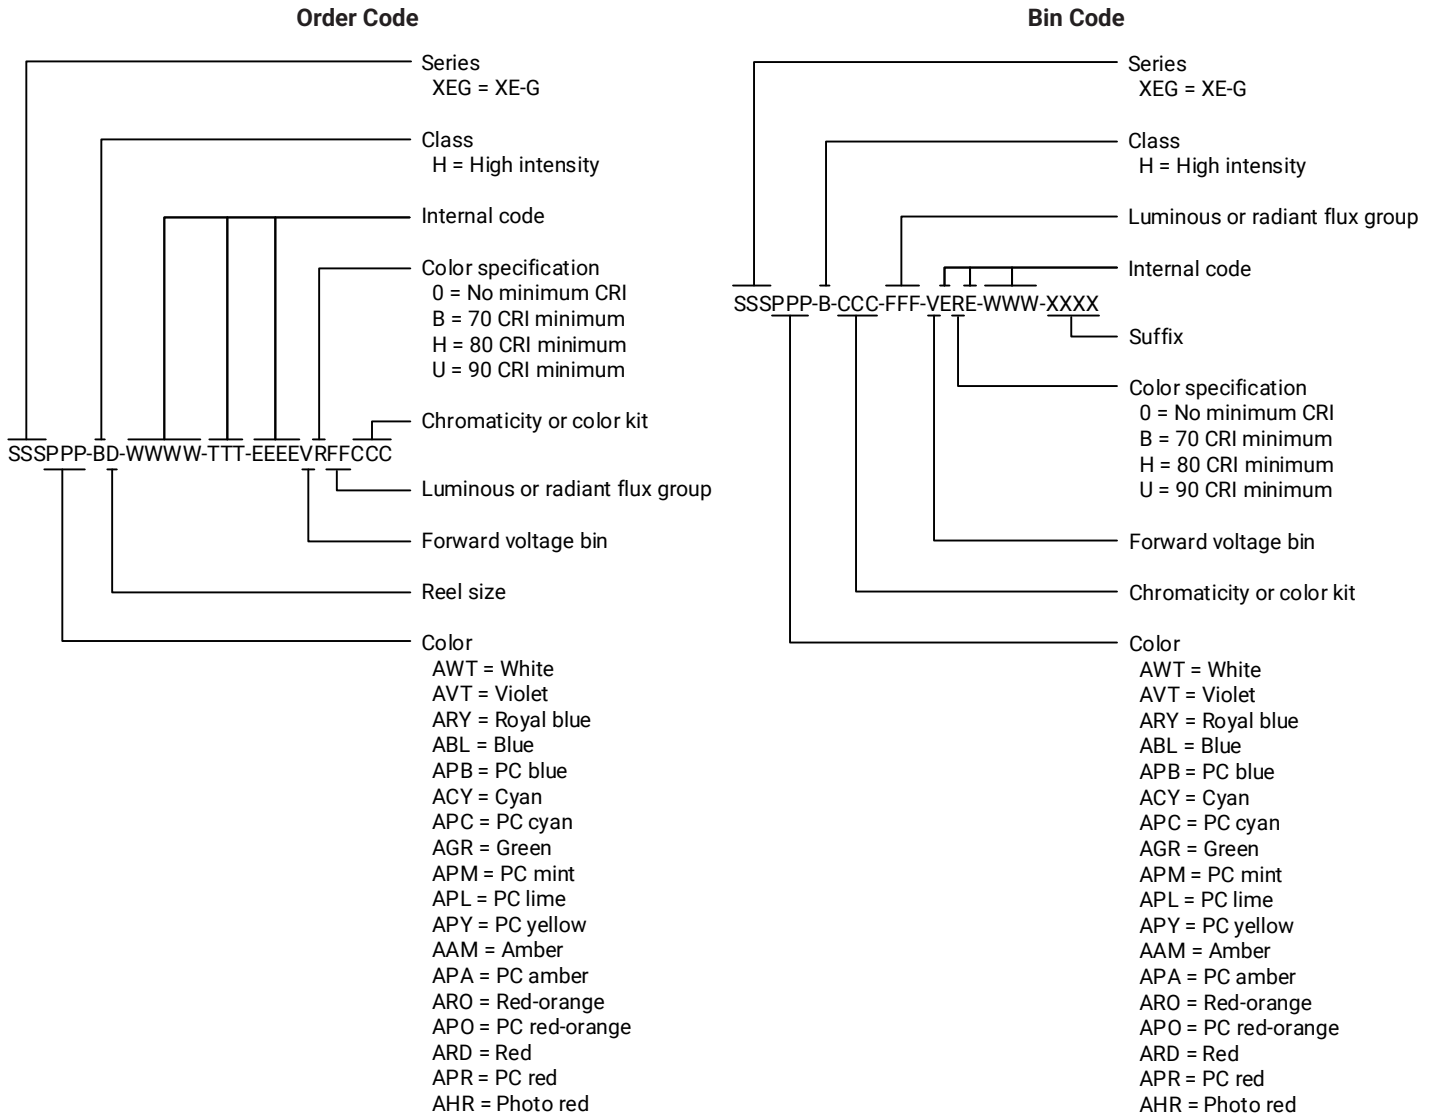 Order Code
Series
XEG = XE-G
Class
H = High intensity
Internal code
Color specification
0 = No minimum CRI
B = 70 CRI minimum
H = 80 CRI minimum
U = 90 CRI minimum
Chromaticity or color kit
SSSPPP-BD-WWWW-TTT-EEEEVRFFCCC
Luminous or radiant flux group
Forward voltage bin
Reel size
Color
AWT = White
AVT = Violet
ARY = Royal blue
ABL = Blue
APB = PC blue
ACY = Cyan
APC = PC cyan
AGR = Green
APM = PC mint
APL = PC lime
APY = PC yellow
AAM = Amber
APA = PC amber
ARO = Red-orange
APO = PC red-orange
ARD = Red
APR = PC red
AHR = Photo red
Bin Code
Series
XEG = XE-G
Class
H = High intensity
Luminous or radiant flux group
Internal code
SSSPPP-B-CCC-FFF-VERE-WWW-XXXX
Suffix
Color specification
0 = No minimum CRI
B = 70 CRI minimum
H = 80 CRI minimum
U = 90 CRI minimum
Forward voltage bin
Chromaticity or color kit
Color
AWT = White
AVT = Violet
ARY = Royal blue
ABL = Blue
APB = PC blue
ACY = Cyan
APC = PC cyan
AGR = Green
APM = PC mint
APL = PC lime
APY = PC yellow
AAM = Amber
APA = PC amber
ARO = Red-orange
APO = PC red-orange
ARD = Red
APR = PC red
AHR = Photo red